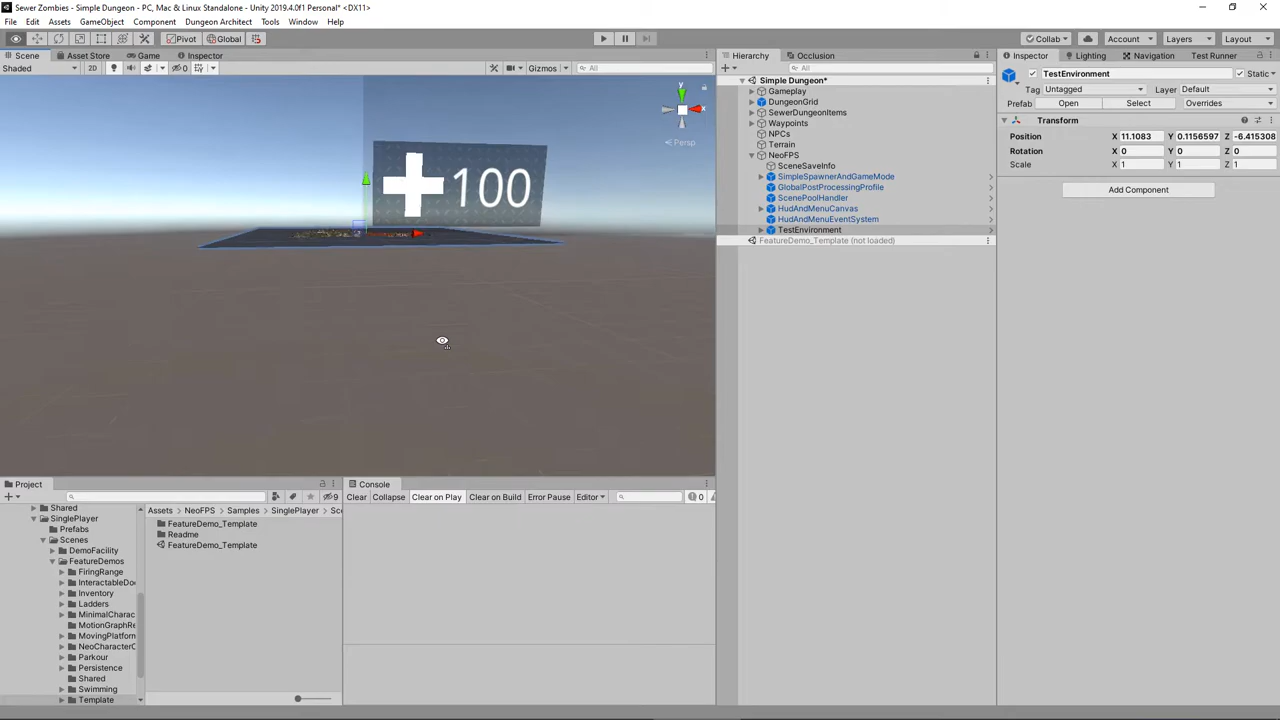 Sewer Zombies - Simple Dungeon - PC, Mac & Linux Standalone - Unity 2019.4.0f1 Personal* <DX11>
File Edit Assets GameObject Component Dungeon Architect Tools Window Help
Pivot Global Collab Account Layers Layout
Scene Asset Store Game Inspector
Shaded 2D 0 Gizmos All
y
x
Persp
100
Hierarchy Occlusion
All
Simple Dungeon*
Gameplay
DungeonGrid
SewerDungeonItems
Waypoints
NPCs
Terrain
NeoFPS
SceneSaveInfo
SimpleSpawnerAndGameMode
GlobalPostProcessingProfile
ScenePoolHandler
HudAndMenuCanvas
HudAndMenuEventSystem
TestEnvironment
FeatureDemo_Template (not loaded)
Inspector Lighting Navigation Test Runner
TestEnvironment Static
Tag Untagged Layer Default
Prefab Open Select Overrides
Transform
Position X 11.1083 Y 0.1156597 Z -6.415308
Rotation X 0 Y 0 Z 0
Scale X 1 Y 1 Z 1
Add Component
Project
9
Shared
SinglePlayer
Prefabs
Scenes
DemoFacility
FeatureDemos
FiringRange
InteractableDoo
Inventory
Ladders
MinimalCharac
MotionGraphRe
MovingPlatform
NeoCharacterC
Parkour
Persistence
Shared
Swimming
Template
Assets NeoFPS Samples SinglePlayer Sc
FeatureDemo_Template
Readme
FeatureDemo_Template
Console
Clear Collapse Clear on Play Clear on Build Error Pause Editor 0